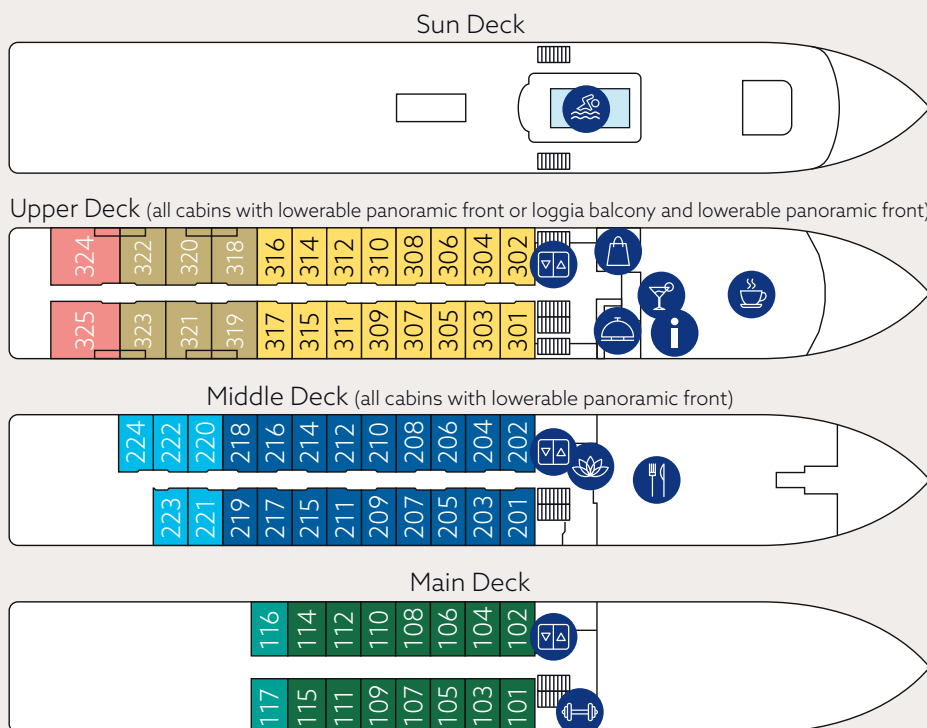 Sun Deck
Upper Deck (all cabins with lowerable panoramic front or loggia balcony and lowerable panoramic front)
324 322 320 318 316 314 312 310 308 306 304 302
325 323 321 319 317 315 311 309 307 305 303 301
Middle Deck (all cabins with lowerable panoramic front)
224 222 220 218 216 214 212 210 208 206 204 202
223 221 219 217 215 211 209 207 205 203 201
Main Deck
116 114 112 110 108 106 104 102
117 115 111 109 107 105 103 101